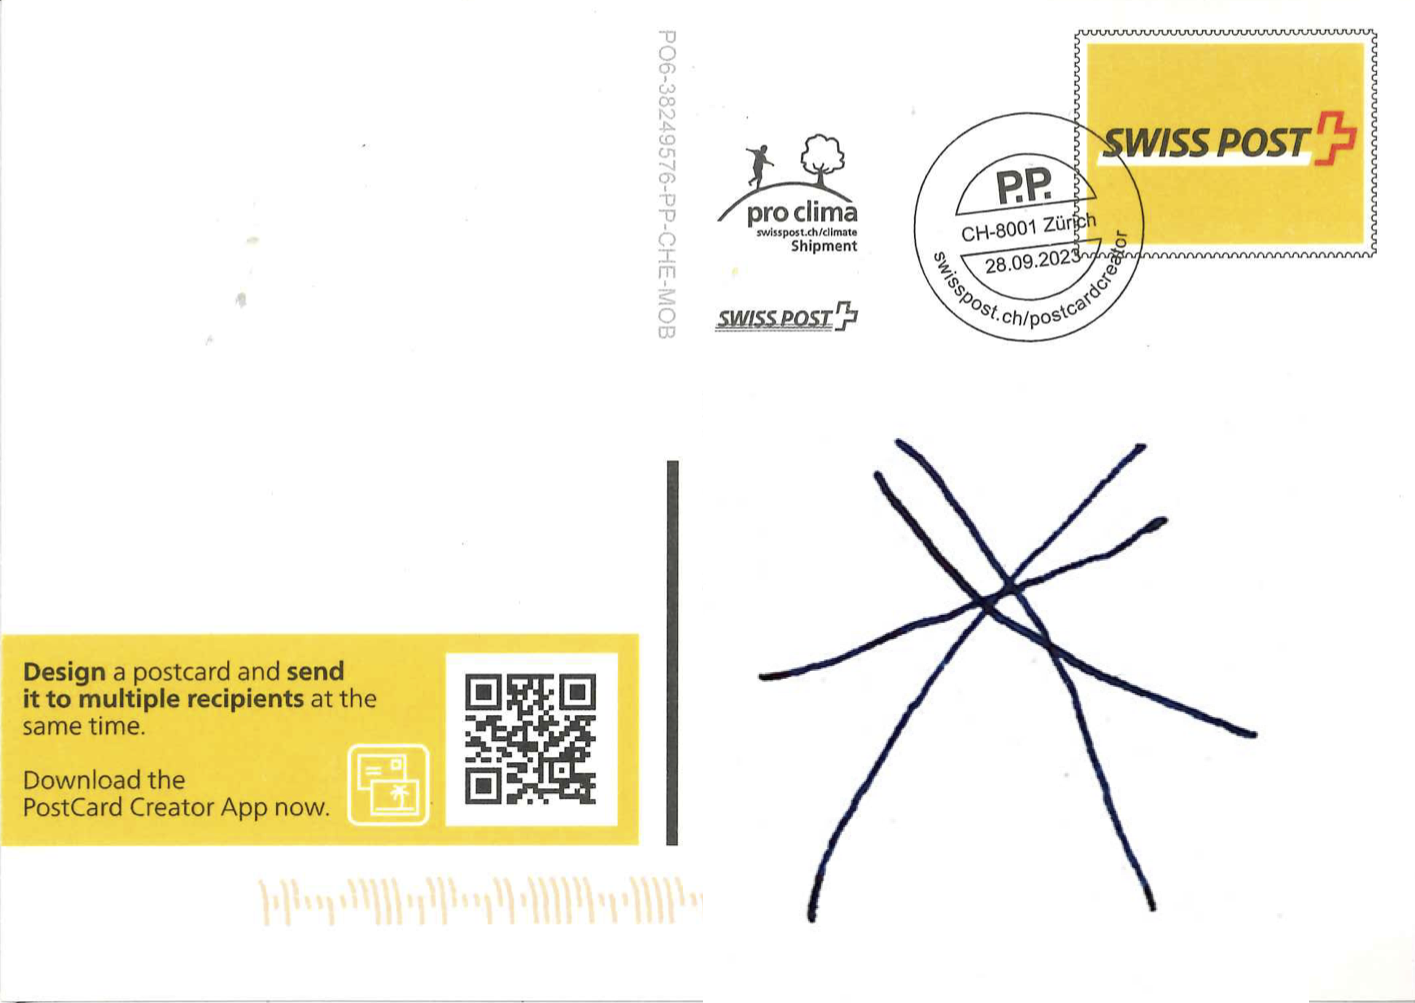 PO6-38249576-PP-CHE-MOB
pro clima
swisspost.ch/climate
Shipment
SWISS POST
P.P.
CH-8001 Zürich
28.09.2023
swisspost.ch/postcardcreator
SWISS POST
Design a postcard and send
it to multiple recipients at the
same time.
Download the
PostCard Creator App now.